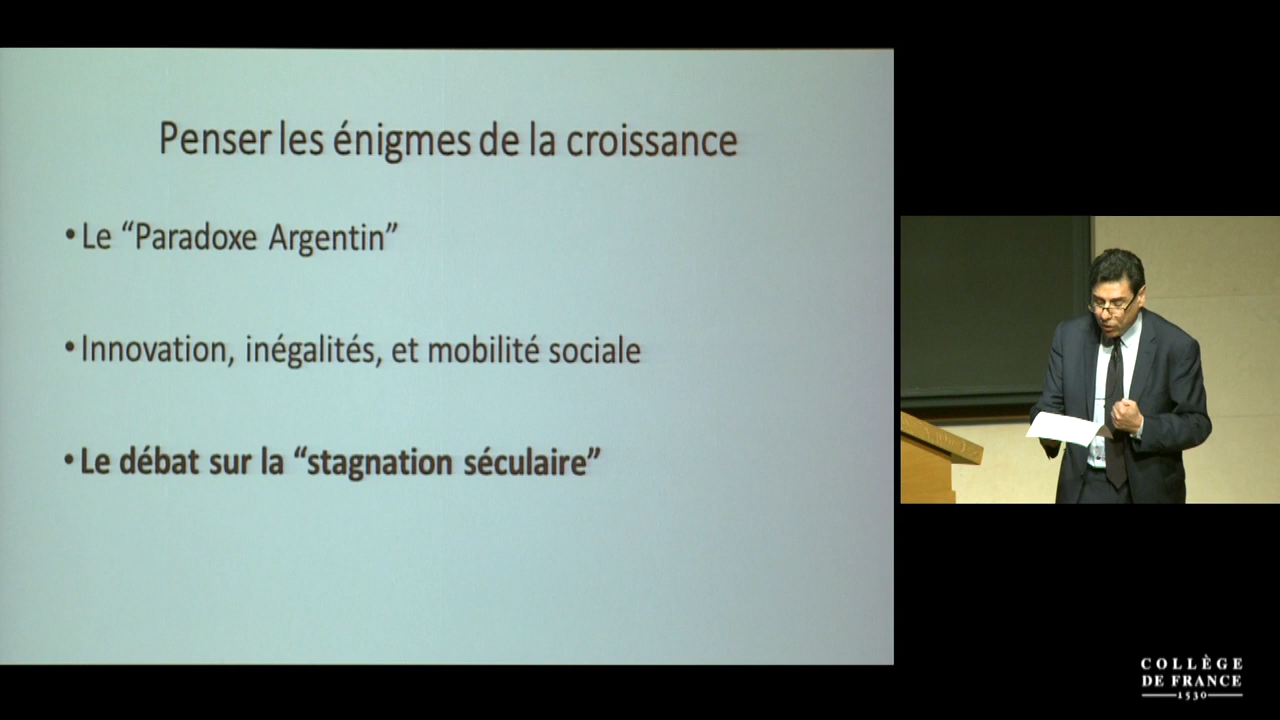 Penser les énigmes de la croissance
•Le “Paradoxe Argentin”
•Innovation, inégalités, et mobilité sociale
•Le débat sur la “stagnation séculaire”
COLLÈGE
DE FRANCE
1530